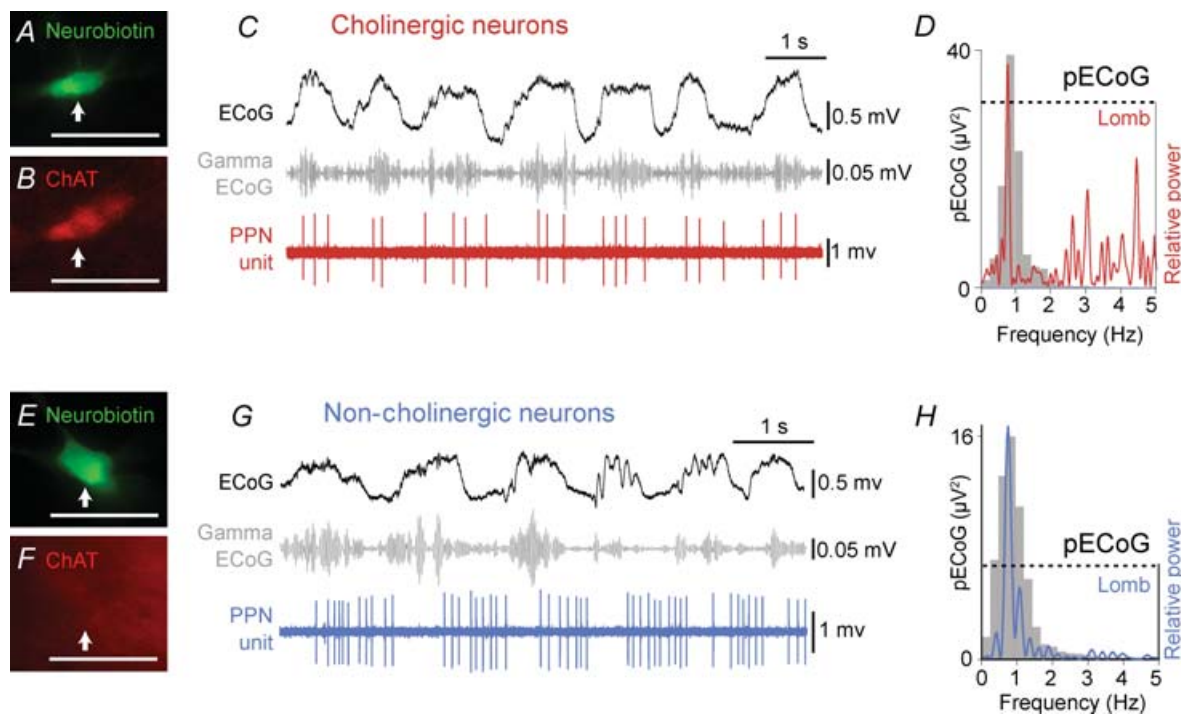 A Neurobiotin
B ChAT
C Cholinergic neurons
1 s
ECoG
0.5 mV
Gamma
ECoG
0.05 mV
PPN
unit
1 mv
D
40
pECoG
Lomb
pECoG (µV²)
Relative power
0
0 1 2 3 4 5
Frequency (Hz)
E Neurobiotin
F ChAT
G Non-cholinergic neurons
1 s
ECoG
0.5 mv
Gamma
ECoG
0.05 mV
PPN
unit
1 mV
H
16
pECoG
Lomb
pECoG (µV²)
Relative power
0
0 1 2 3 4 5
Frequency (Hz)